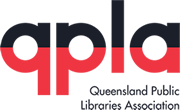 qpla
Queensland Public
Libraries Association